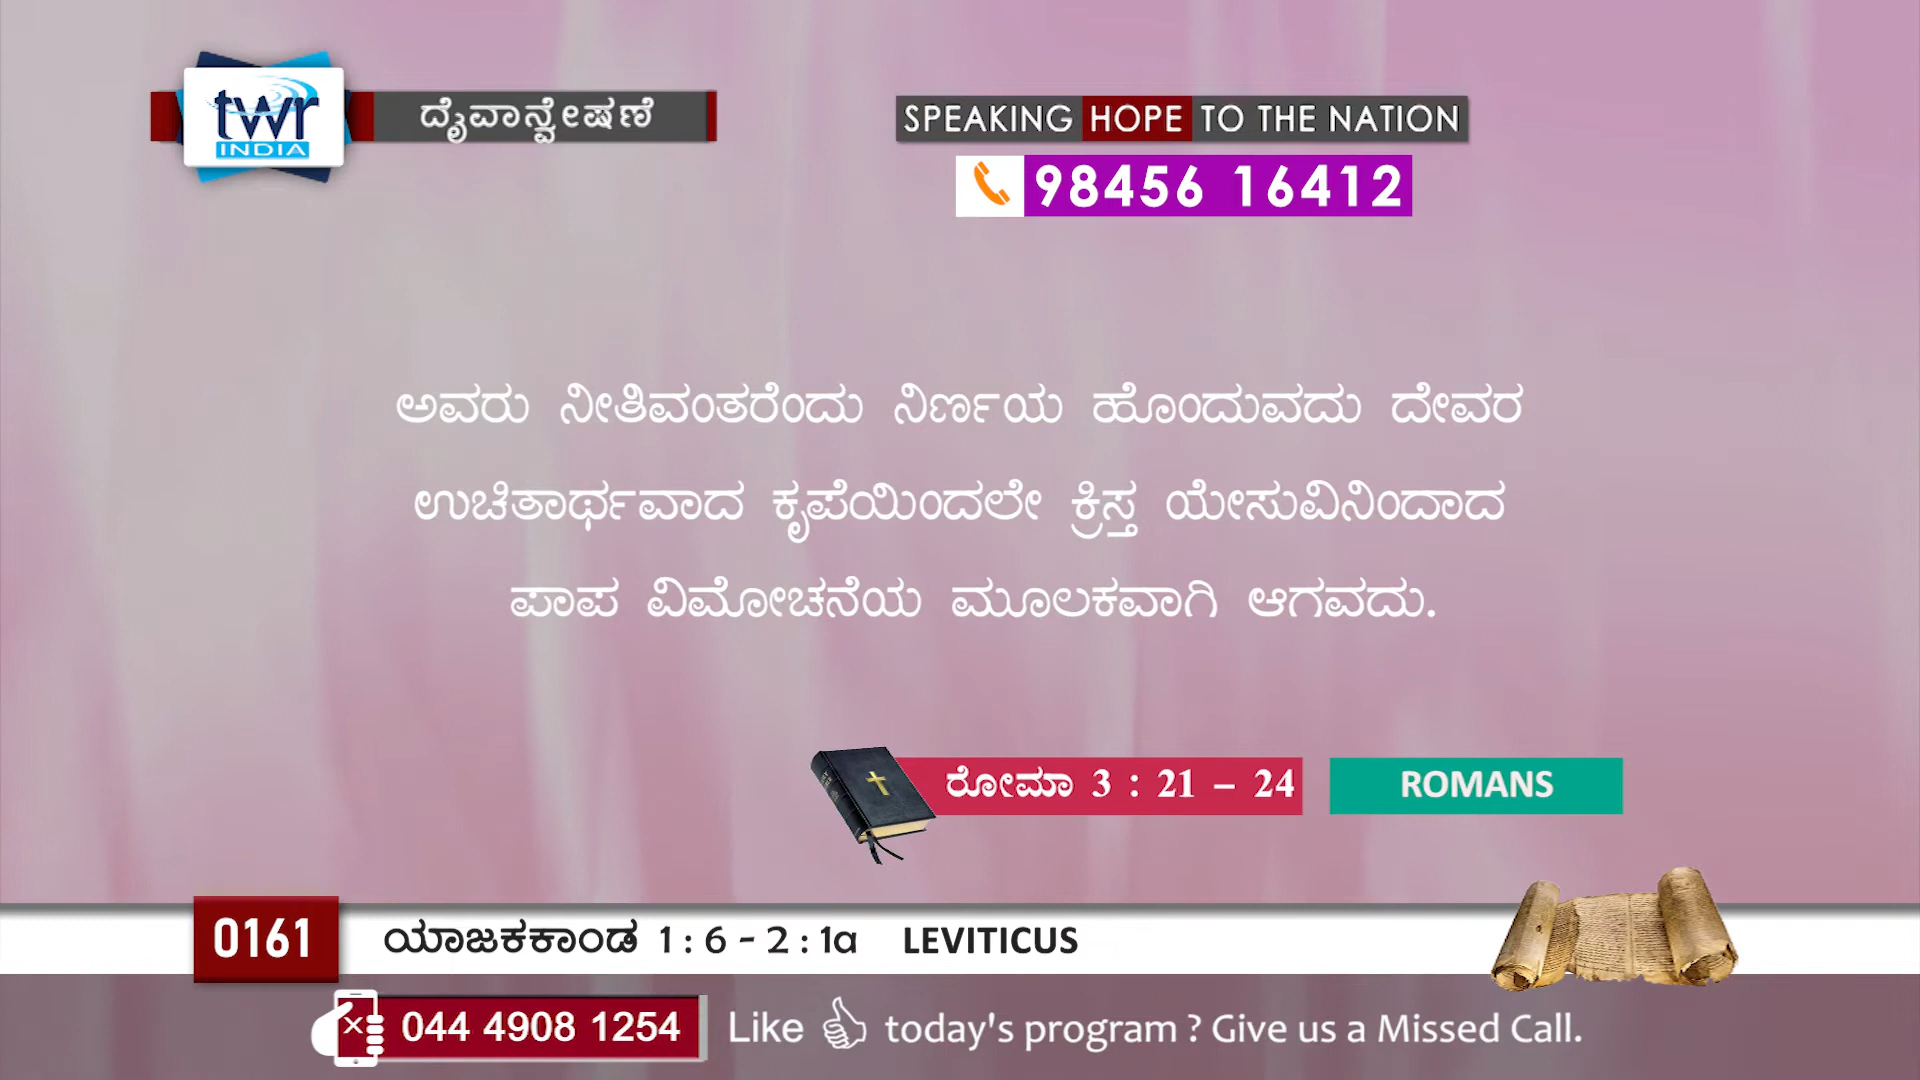 twr
INDIA
ದೈವಾನ್ವೇಷಣೆ
SPEAKING HOPE TO THE NATION
98456 16412
ಅವರು ನೀತಿವಂತರೆಂದು ನಿರ್ಣಯ ಹೊಂದುವದು ದೇವರ
ಉಚಿತಾರ್ಥವಾದ ಕೃಪೆಯಿಂದಲೇ ಕ್ರಿಸ್ತ ಯೇಸುವಿನಿಂದಾದ
ಪಾಪ ವಿಮೋಚನೆಯ ಮೂಲಕವಾಗಿ ಆಗವದು.
ರೋಮಾ 3 : 21 – 24
ROMANS
0161
ಯಾಜಕಕಾಂಡ 1 : 6 - 2 : 1a LEVITICUS
044 4908 1254
Like today's program ? Give us a Missed Call.